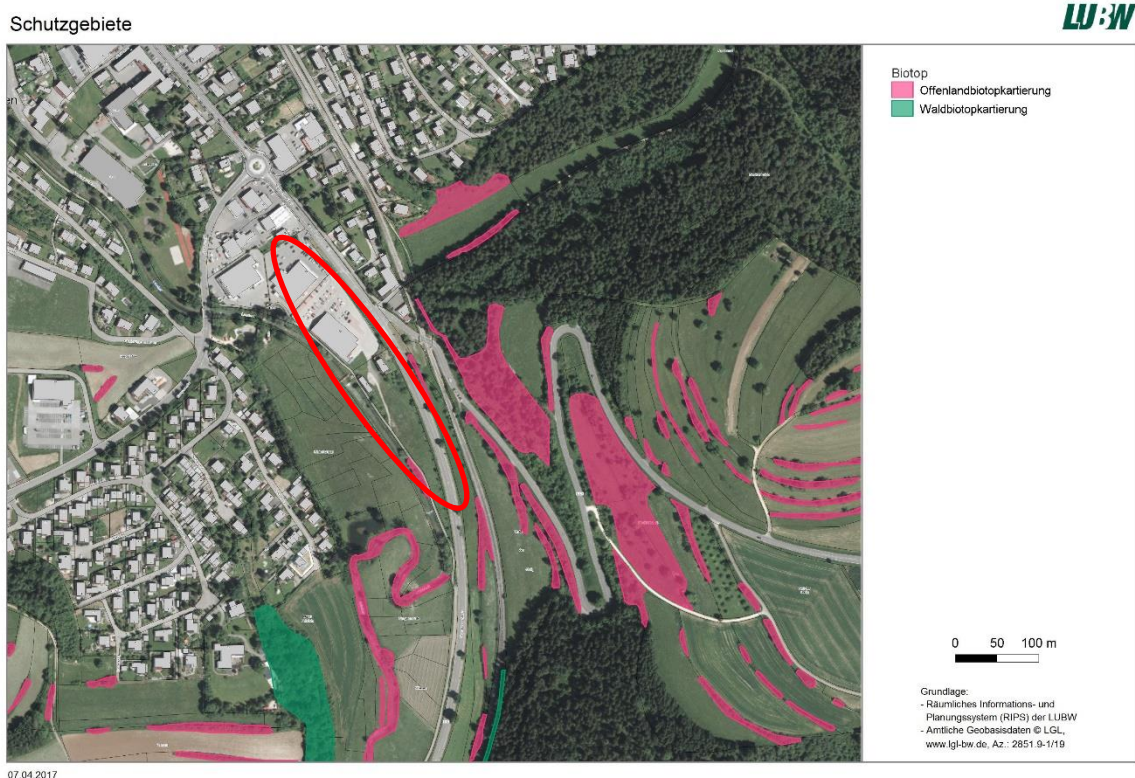 Schutzgebiete
LUBW
Biotop
Offenlandbiotopkartierung
Waldbiotopkartierung
0 50 100 m
Grundlage:
- Räumliches Informations- und
Planungssystem (RIPS) der LUBW
- Amtliche Geobasisdaten © LGL,
www.lgl-bw.de, Az.: 2851.9-1/19
07.04.2017